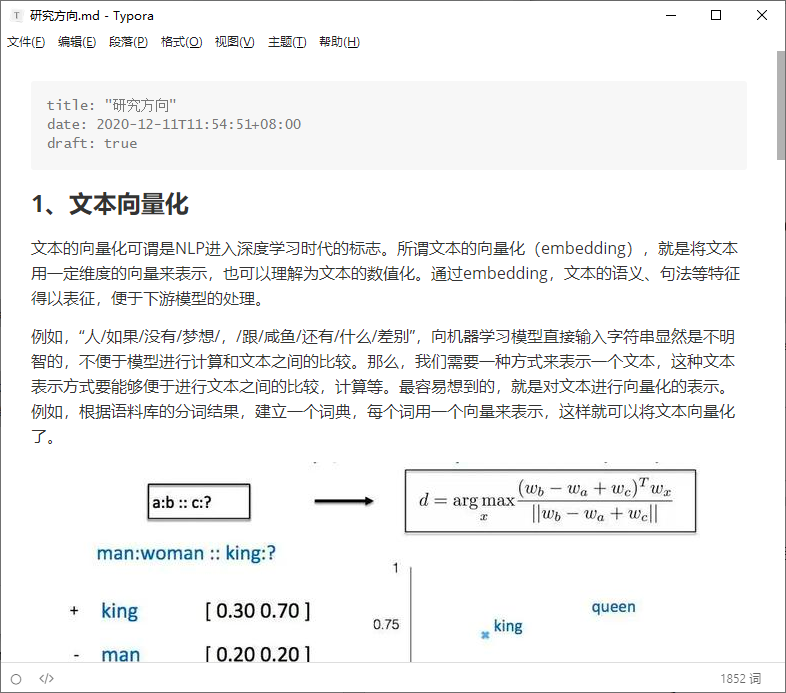 研究方向.md - Typora
文件(F) 编辑(E) 段落(P) 格式(O) 视图(V) 主题(T) 帮助(H)
title: "研究方向"
date: 2020-12-11T11:54:51+08:00
draft: true
1、文本向量化
文本的向量化可谓是NLP进入深度学习时代的标志。所谓文本的向量化（embedding），就是将文本
用一定维度的向量来表示，也可以理解为文本的数值化。通过embedding，文本的语义、句法等特征
得以表征，便于下游模型的处理。
例如，“人/如果/没有/梦想/，/跟/咸鱼/还有/什么/差别”，向机器学习模型直接输入字符串显然是不明
智的，不便于模型进行计算和文本之间的比较。那么，我们需要一种方式来表示一个文本，这种文本
表示方式要能够便于进行文本之间的比较，计算等。最容易想到的，就是对文本进行向量化的表示。
例如，根据语料库的分词结果，建立一个词典，每个词用一个向量来表示，这样就可以将文本向量化
了。
a:b :: c:?
d = arg max_x (w_b − w_a + w_c)^T w_x / ||w_b − w_a + w_c||
man:woman :: king:?
+ king [ 0.30 0.70 ]
- man [ 0.20 0.20 ]
1
0.75
king
queen
1852 词